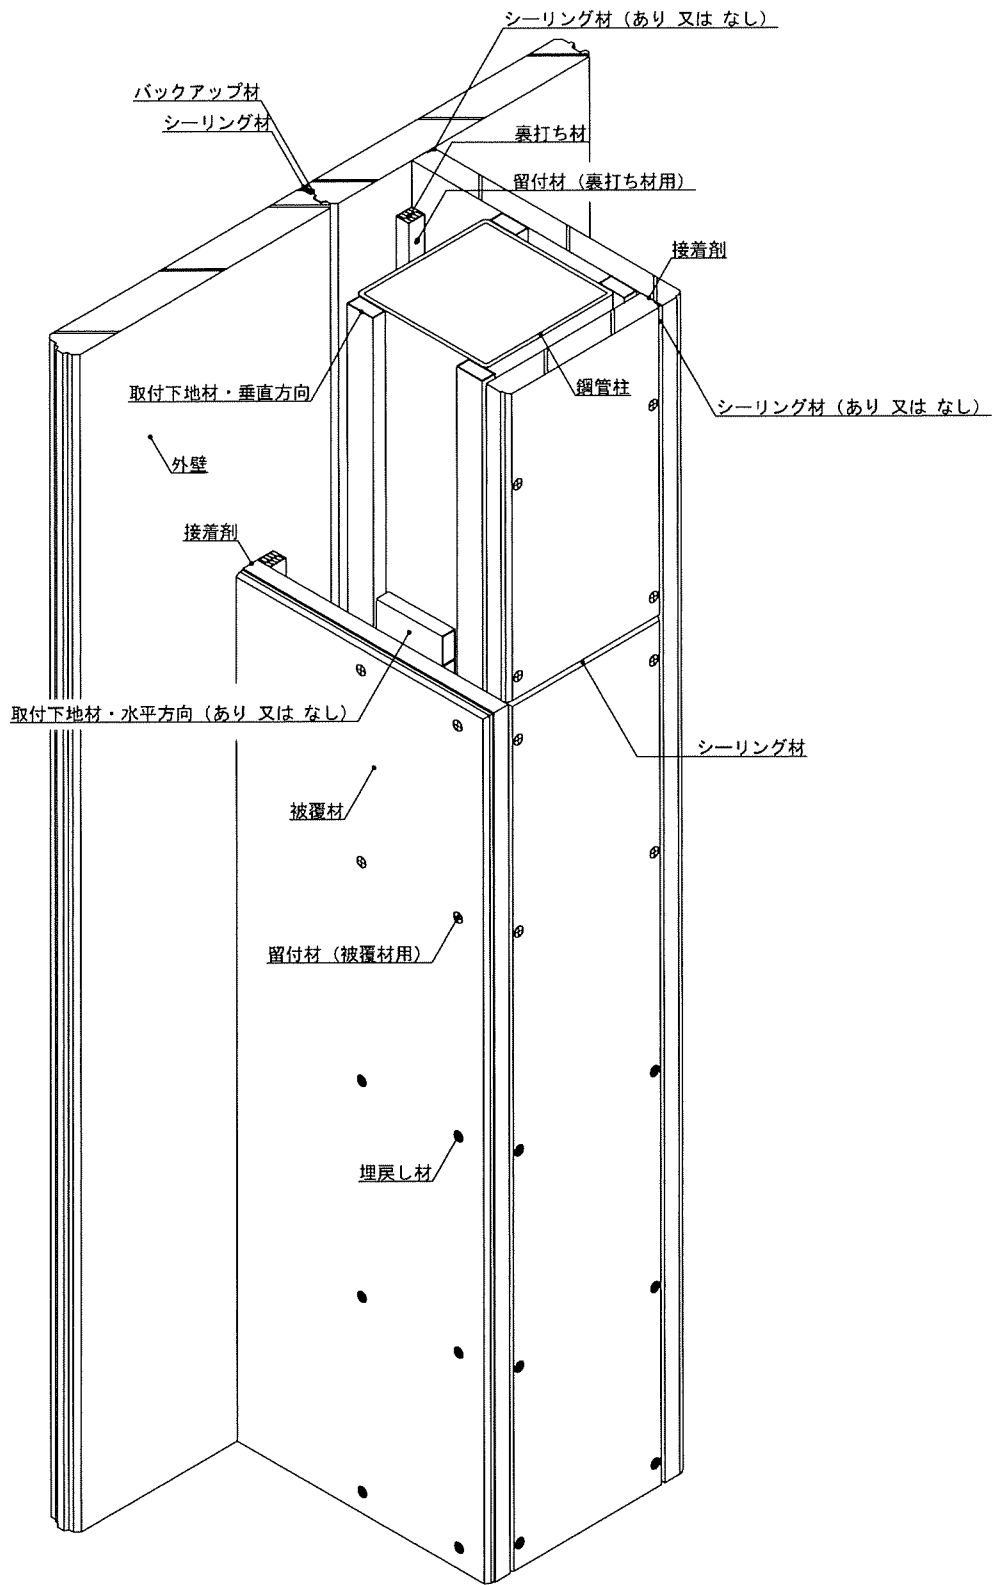 シーリング材（あり 又は なし）
バックアップ材
シーリング材
裏打ち材
留付材（裏打ち材用）
接着剤
取付下地材・垂直方向
鋼管柱
シーリング材（あり 又は なし）
外壁
接着剤
取付下地材・水平方向（あり 又は なし）
シーリング材
被覆材
留付材（被覆材用）
埋戻し材